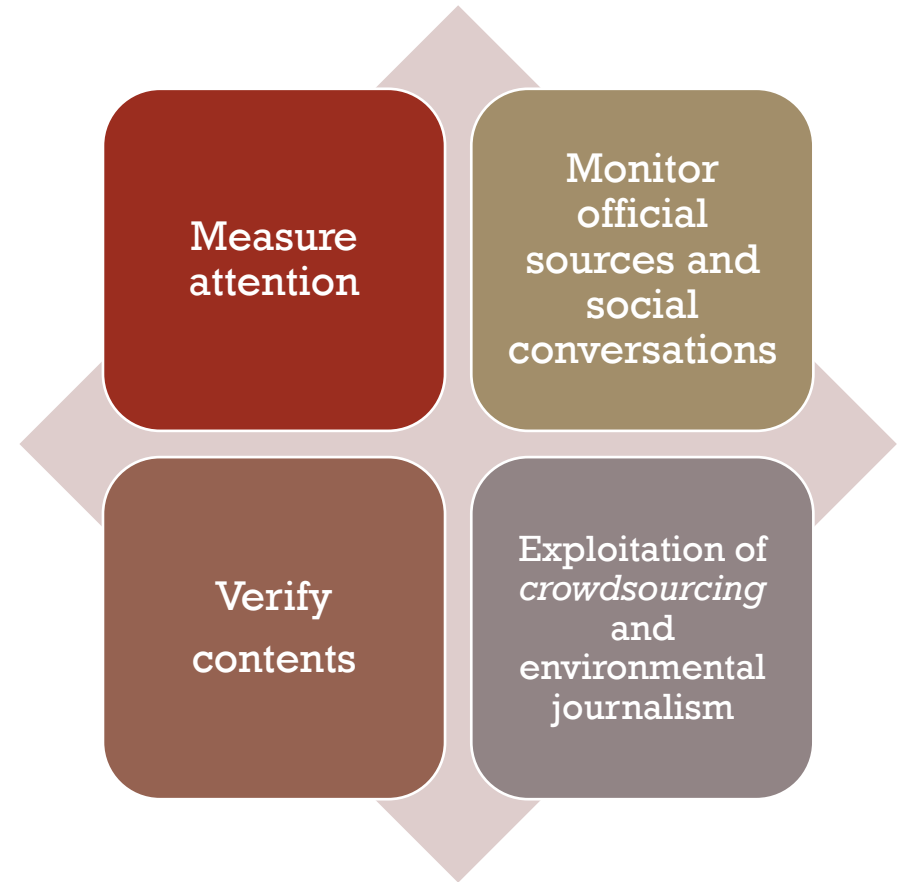 Measure
attention
Monitor
official
sources and
social
conversations
Verify
contents
Exploitation of
crowdsourcing
and
environmental
journalism